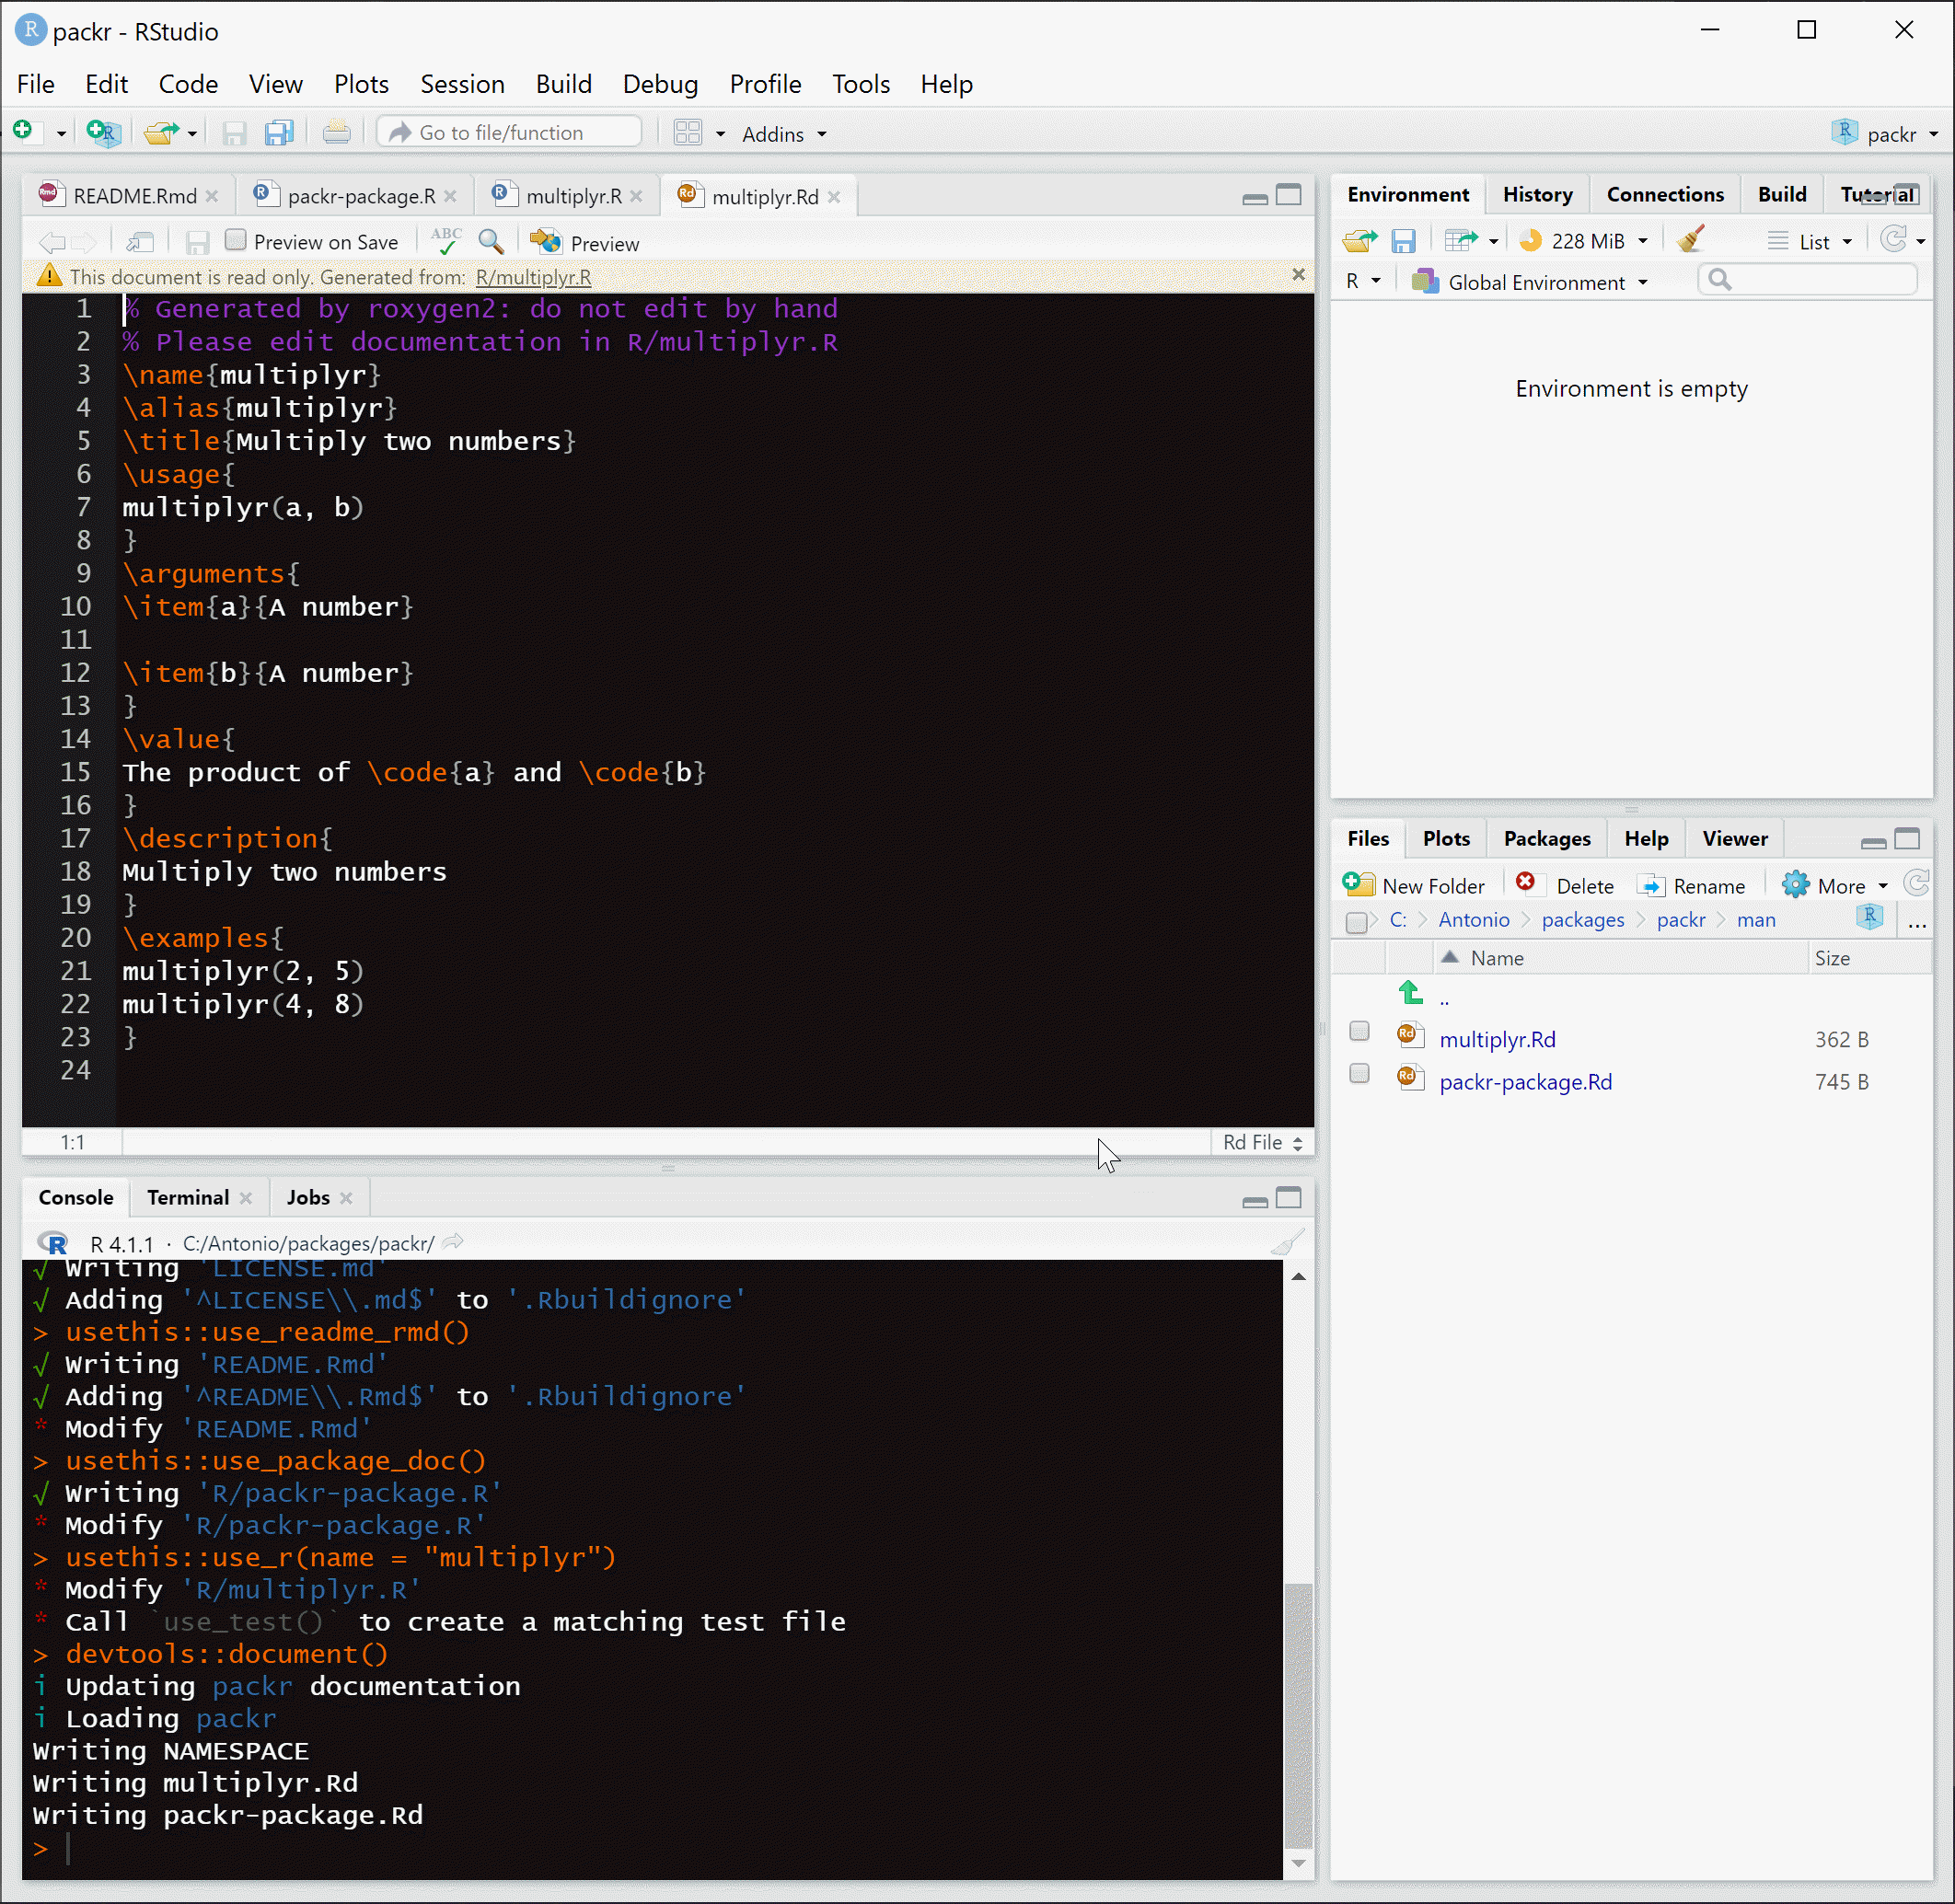 packr - RStudio
File Edit Code View Plots Session Build Debug Profile Tools Help
Go to file/function Addins packr
README.Rmd packr-package.R multiplyr.R multiplyr.Rd
Preview on Save ABC Preview
This document is read only. Generated from: R/multiplyr.R
1 % Generated by roxygen2: do not edit by hand
2 % Please edit documentation in R/multiplyr.R
3 \name{multiplyr}
4 \alias{multiplyr}
5 \title{Multiply two numbers}
6 \usage{
7 multiplyr(a, b)
8 }
9 \arguments{
10 \item{a}{A number}
11
12 \item{b}{A number}
13 }
14 \value{
15 The product of \code{a} and \code{b}
16 }
17 \description{
18 Multiply two numbers
19 }
20 \examples{
21 multiplyr(2, 5)
22 multiplyr(4, 8)
23 }
24
1:1 Rd File
Console Terminal Jobs
R 4.1.1 · C:/Antonio/packages/packr/
√ Writing 'LICENSE.md'
√ Adding '^LICENSE\\.md$' to '.Rbuildignore'
> usethis::use_readme_rmd()
√ Writing 'README.Rmd'
√ Adding '^README\\.Rmd$' to '.Rbuildignore'
* Modify 'README.Rmd'
> usethis::use_package_doc()
√ Writing 'R/packr-package.R'
* Modify 'R/packr-package.R'
> usethis::use_r(name = "multiplyr")
* Modify 'R/multiplyr.R'
* Call `use_test()` to create a matching test file
> devtools::document()
i Updating packr documentation
i Loading packr
Writing NAMESPACE
Writing multiplyr.Rd
Writing packr-package.Rd
>
Environment History Connections Build Tutorial
228 MiB List
R Global Environment
Environment is empty
Files Plots Packages Help Viewer
New Folder Delete Rename More
C: Antonio packages packr man ...
Name Size
..
multiplyr.Rd 362 B
packr-package.Rd 745 B